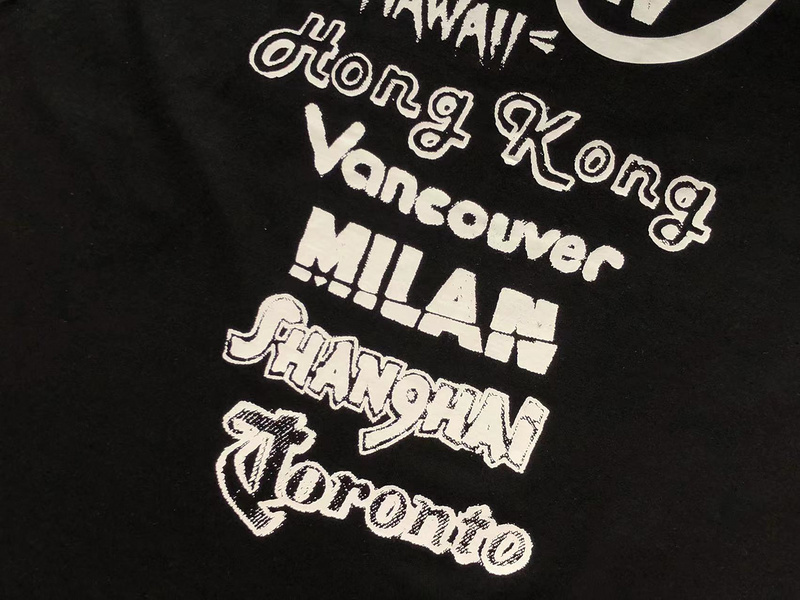 HAWAII
Hong Kong
Vancouver
MILAN
SHANGHAI
Toronto